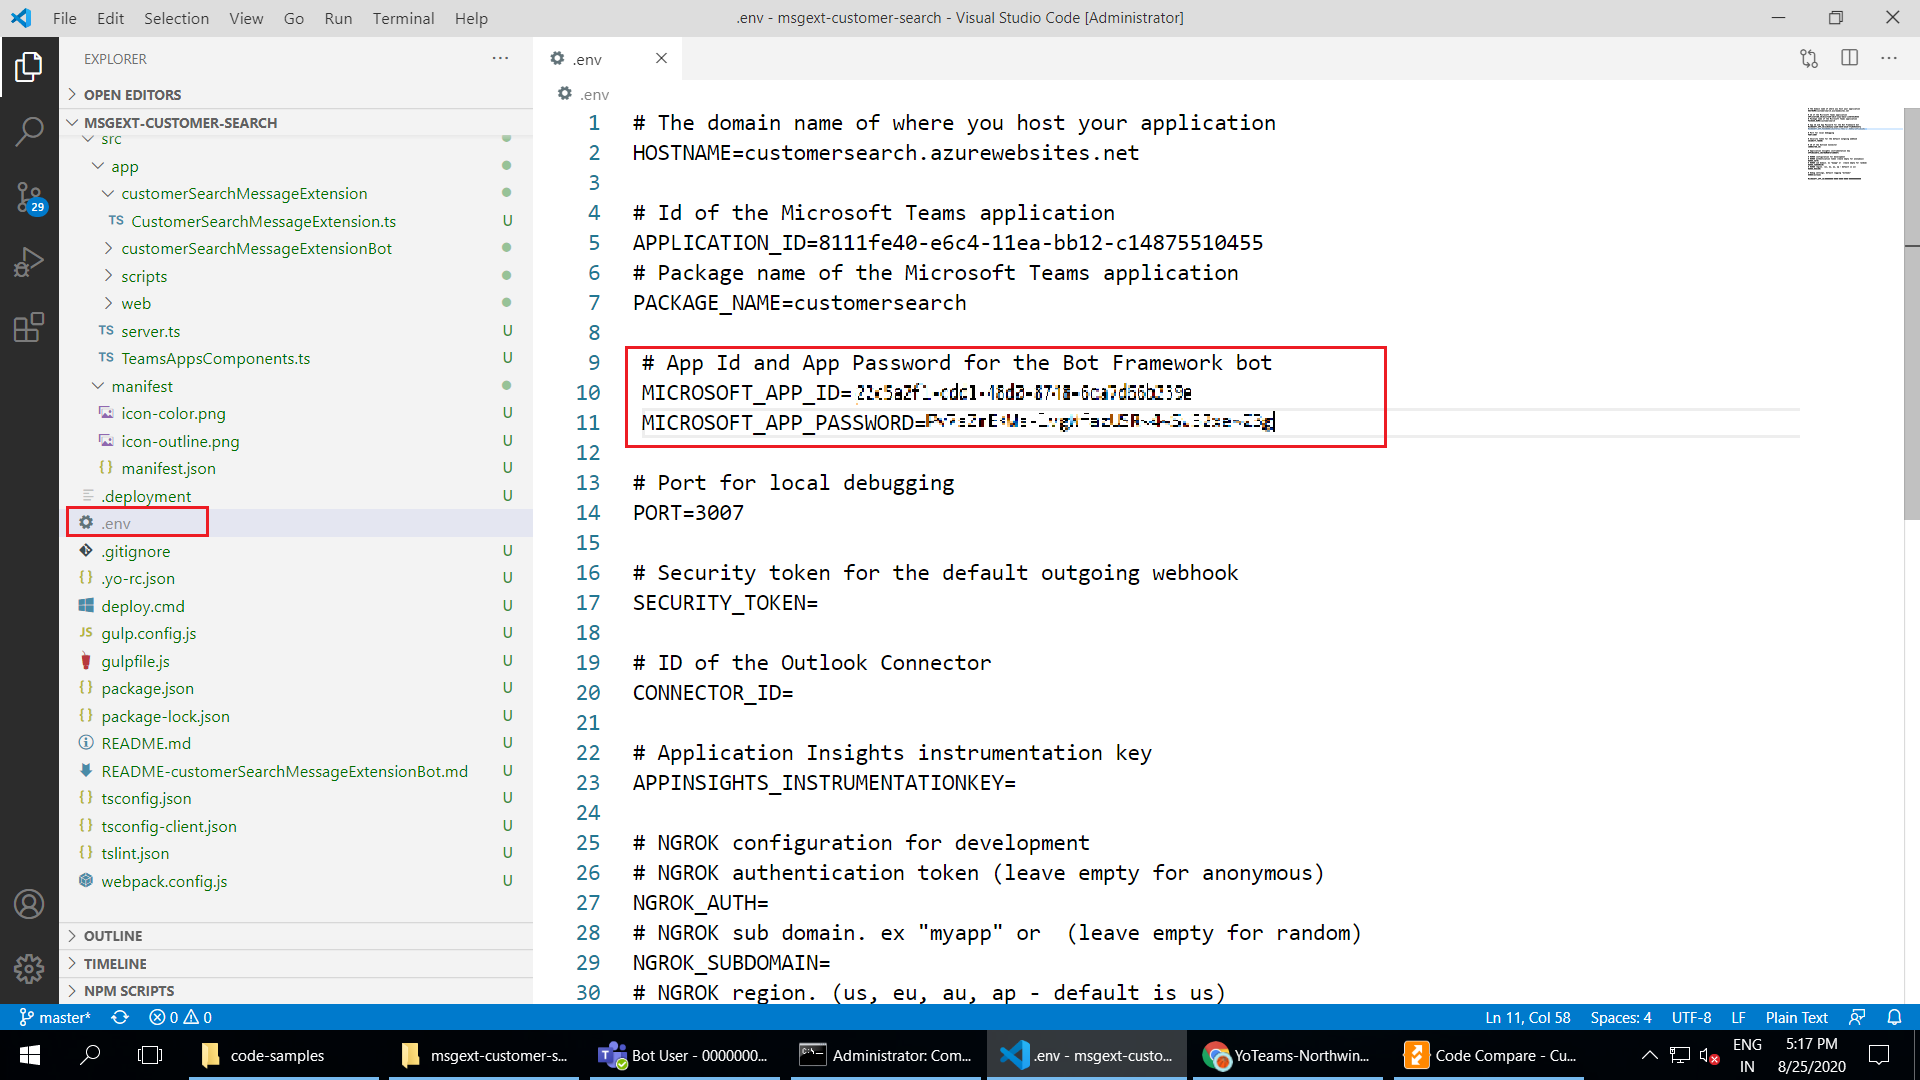 File Edit Selection View Go Run Terminal Help
.env - msgext-customer-search - Visual Studio Code [Administrator]
EXPLORER
OPEN EDITORS
MSGEXT-CUSTOMER-SEARCH
src
app
customerSearchMessageExtension
TS CustomerSearchMessageExtension.ts U
customerSearchMessageExtensionBot
scripts
web
TS server.ts U
TS TeamsAppsComponents.ts U
manifest
icon-color.png U
icon-outline.png U
{} manifest.json U
.deployment U
.env
.gitignore U
{} .yo-rc.json U
deploy.cmd U
JS gulp.config.js U
gulpfile.js U
{} package.json U
{} package-lock.json U
README.md U
README-customerSearchMessageExtensionBot.md U
{} tsconfig.json U
{} tsconfig-client.json U
{} tslint.json U
webpack.config.js U
OUTLINE
TIMELINE
NPM SCRIPTS
29
.env
.env
1 # The domain name of where you host your application
2 HOSTNAME=customersearch.azurewebsites.net
3
4 # Id of the Microsoft Teams application
5 APPLICATION_ID=8111fe40-e6c4-11ea-bb12-c14875510455
6 # Package name of the Microsoft Teams application
7 PACKAGE_NAME=customersearch
8
9 # App Id and App Password for the Bot Framework bot
10 MICROSOFT_APP_ID=
11 MICROSOFT_APP_PASSWORD=
12
13 # Port for local debugging
14 PORT=3007
15
16 # Security token for the default outgoing webhook
17 SECURITY_TOKEN=
18
19 # ID of the Outlook Connector
20 CONNECTOR_ID=
21
22 # Application Insights instrumentation key
23 APPINSIGHTS_INSTRUMENTATIONKEY=
24
25 # NGROK configuration for development
26 # NGROK authentication token (leave empty for anonymous)
27 NGROK_AUTH=
28 # NGROK sub domain. ex "myapp" or  (leave empty for random)
29 NGROK_SUBDOMAIN=
30 # NGROK region. (us, eu, au, ap - default is us)
master* 0 0
Ln 11, Col 58 Spaces: 4 UTF-8 LF Plain Text
code-samples
msgext-customer-s...
Bot User - 0000000...
Administrator: Com...
.env - msgext-custo...
YoTeams-Northwin...
Code Compare - Cu...
ENG
IN
5:17 PM
8/25/2020